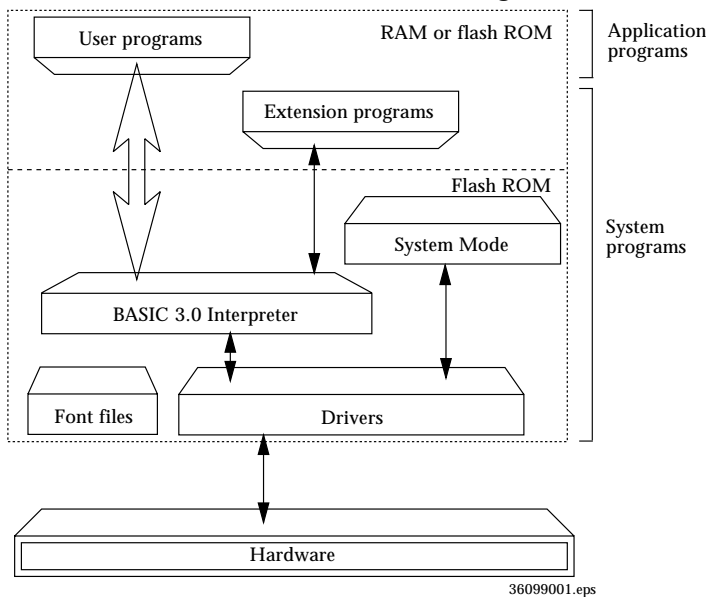 User programs
RAM or flash ROM
Application
programs
Extension programs
Flash ROM
System Mode
System
programs
BASIC 3.0 Interpreter
Font files
Drivers
Hardware
36099001.eps